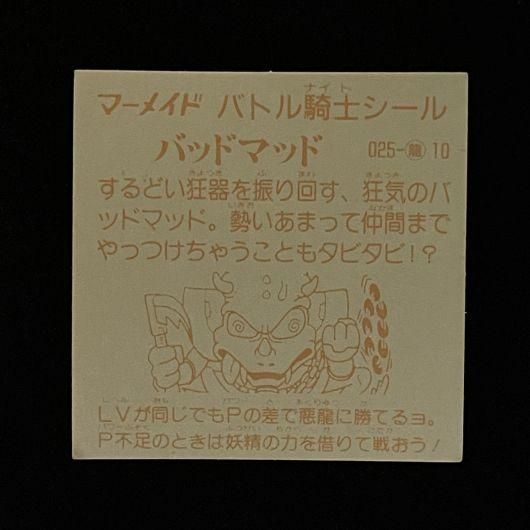 マーメイド バトル騎士シール
ナイト
バッドマッド 025-龍 10
するどい狂器を振り回す、狂気のバ
ッドマッド。勢いあまって仲間まで
やっつけちゃうこともタビタビ!?
LVが同じでもPの差で悪龍に勝てるヨ。
P不足のときは妖精の力を借りて戦おう!